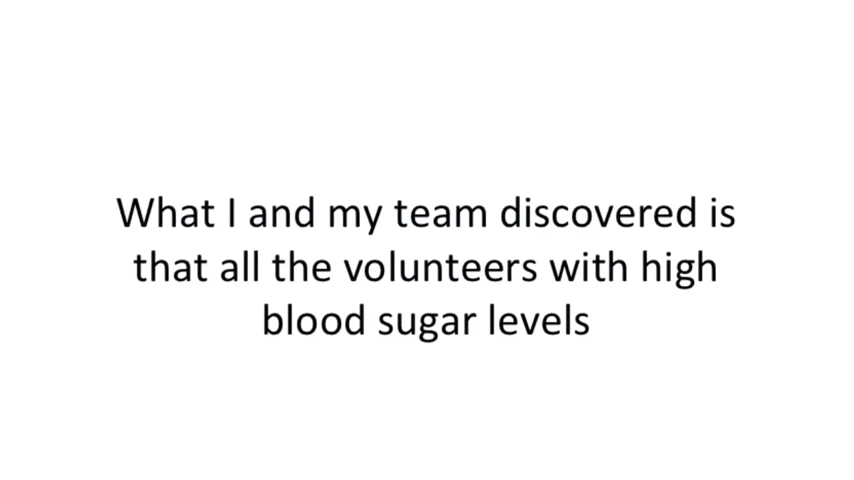 What I and my team discovered is
that all the volunteers with high
blood sugar levels